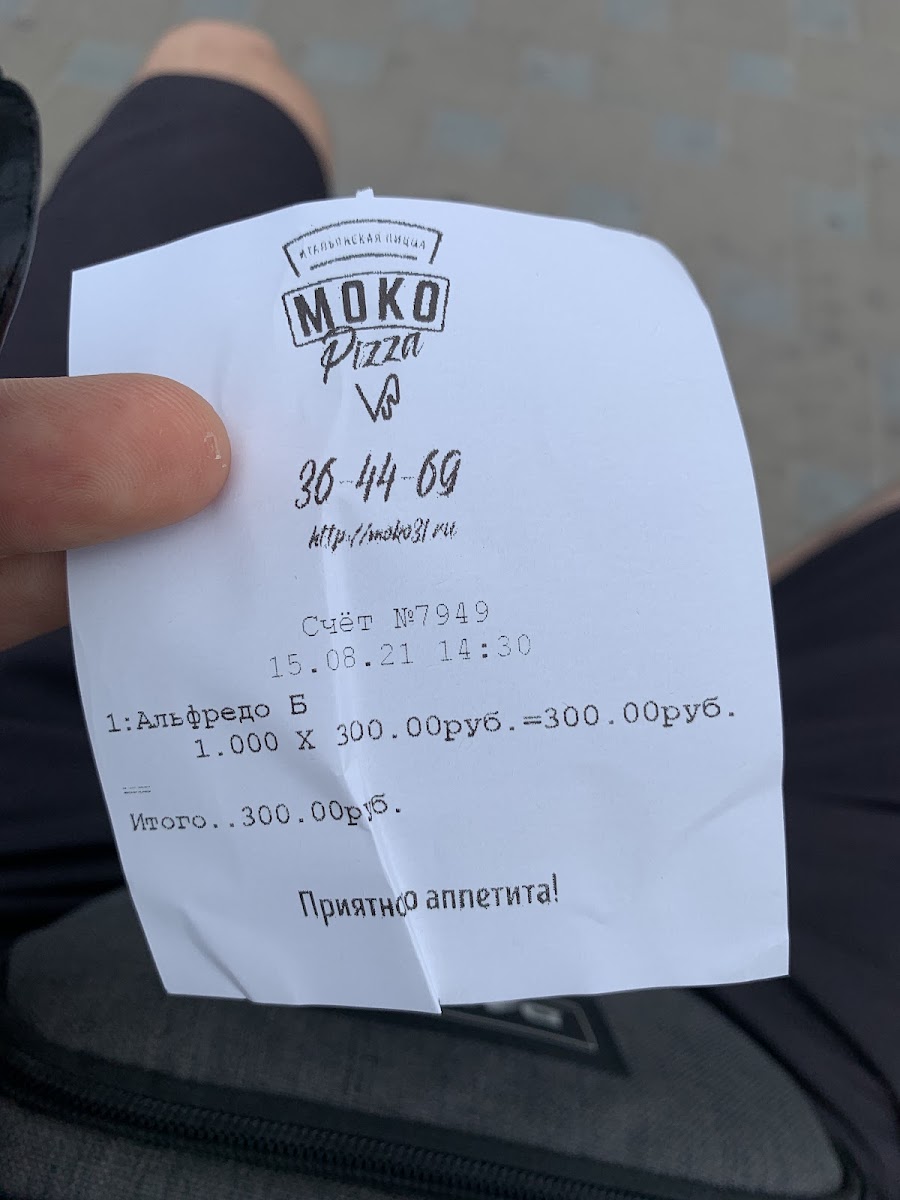 ИТАЛЬЯНСКАЯ ПИЦЦА
MOKO
Pizza
36-44-69
http://moko31.ru
Счёт №7949
15.08.21 14:30
1:Альфредо Б
1.000 X 300.00руб.=300.00руб.
==
Итого..300.00руб.
Приятного аппетита!